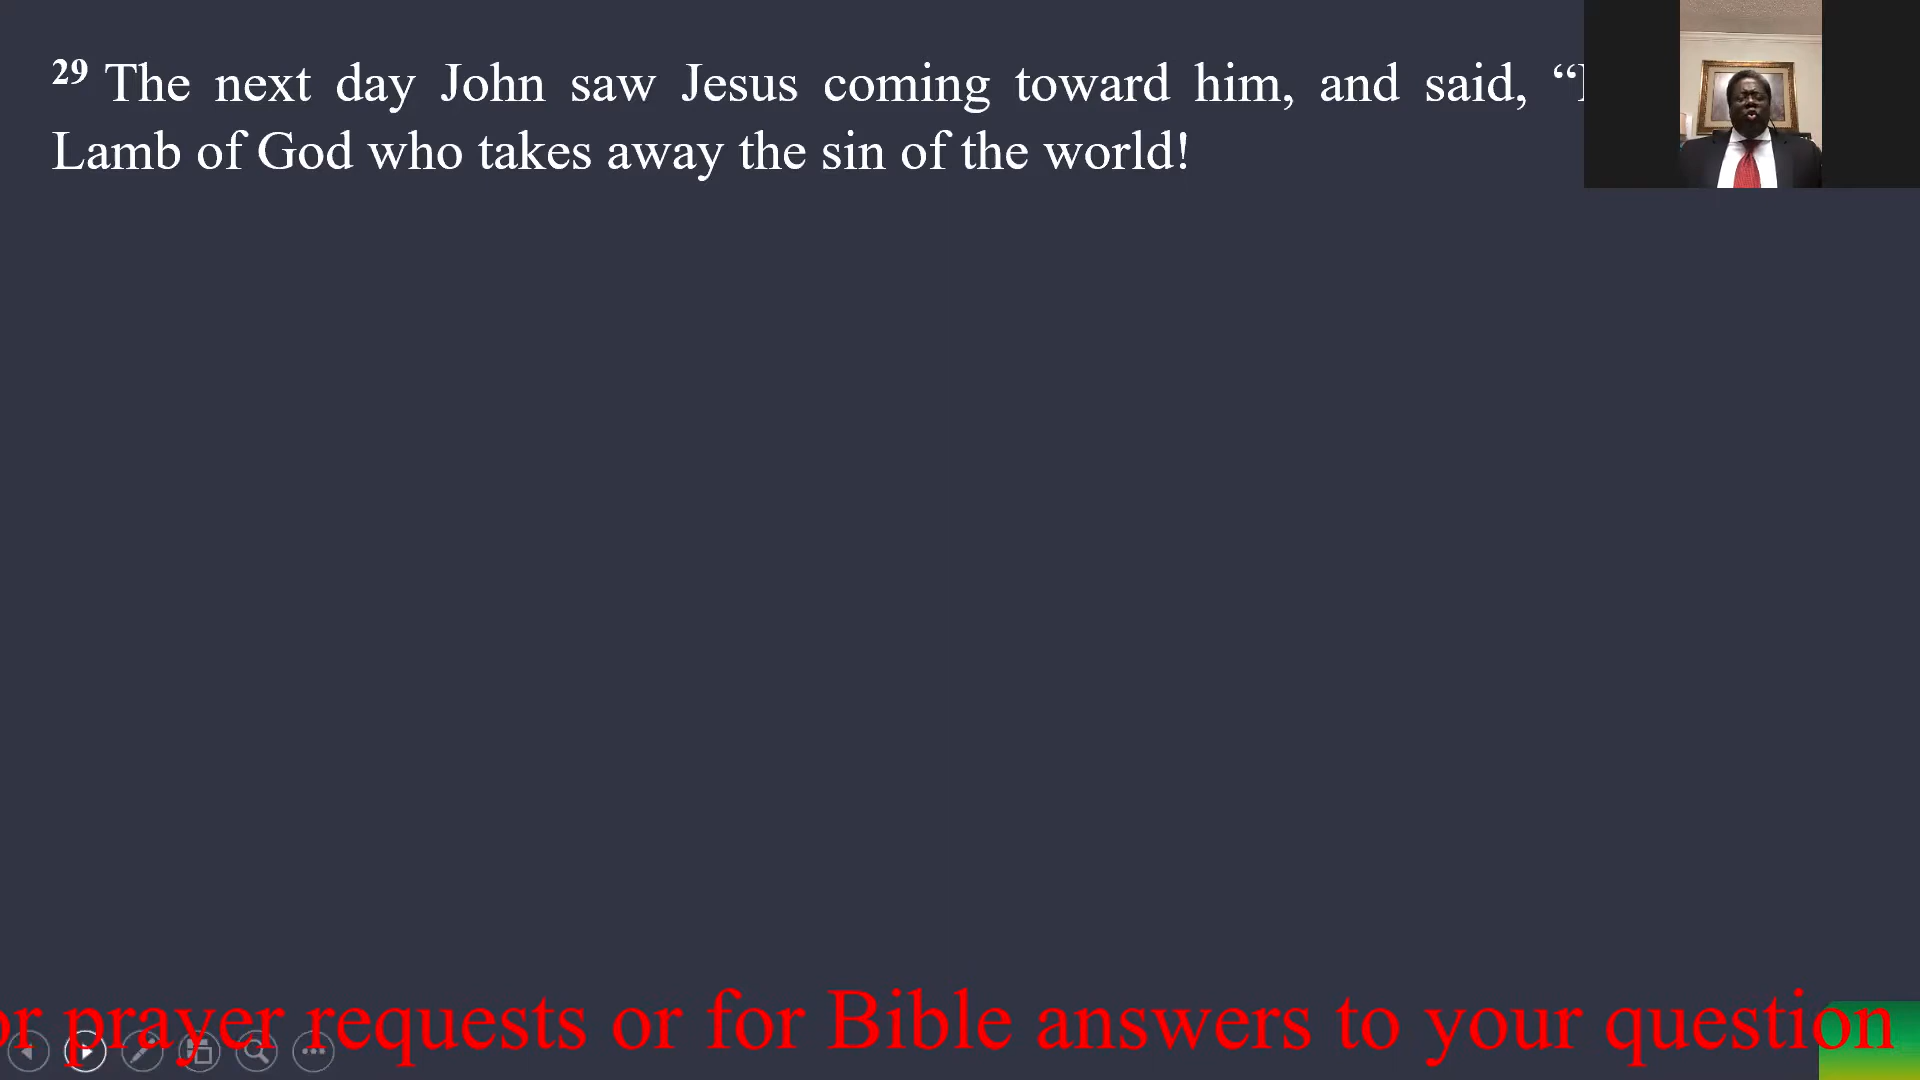 29 The next day John saw Jesus coming toward him, and said, “
Lamb of God who takes away the sin of the world!
prayer requests or for Bible answers to your question